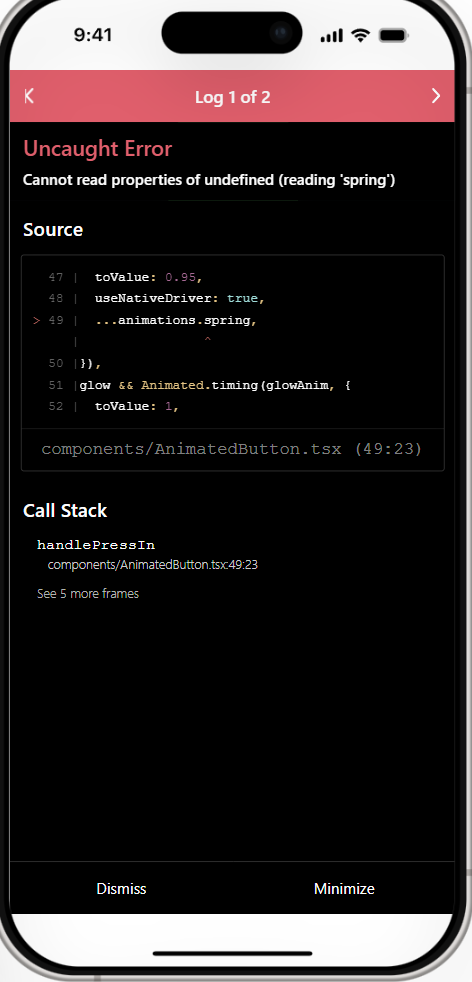 9:41
Log 1 of 2
Uncaught Error
Cannot read properties of undefined (reading 'spring')
Source
47 |   toValue: 0.95,
48 |   useNativeDriver: true,
> 49 |   ...animations.spring,
|                 ^
50 |}),
51 |glow && Animated.timing(glowAnim, {
52 |   toValue: 1,
components/AnimatedButton.tsx (49:23)
Call Stack
handlePressIn
components/AnimatedButton.tsx:49:23
See 5 more frames
Dismiss
Minimize